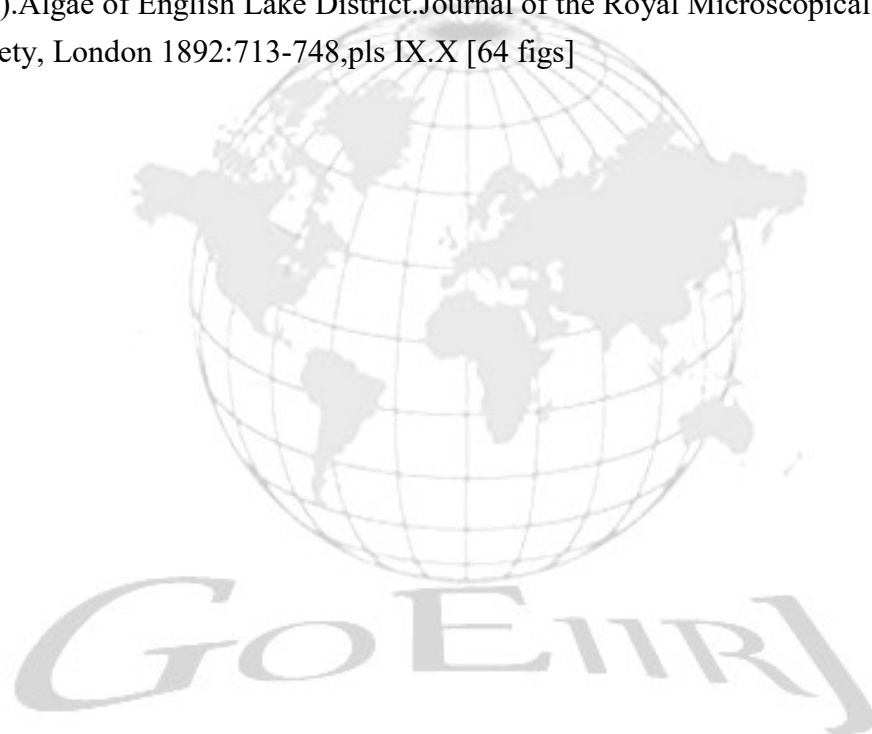 ).Algae of English Lake District.Journal of the Royal Microscopical
ety, London 1892:713-748,pls IX.X [64 figs]
GOEIIRJ